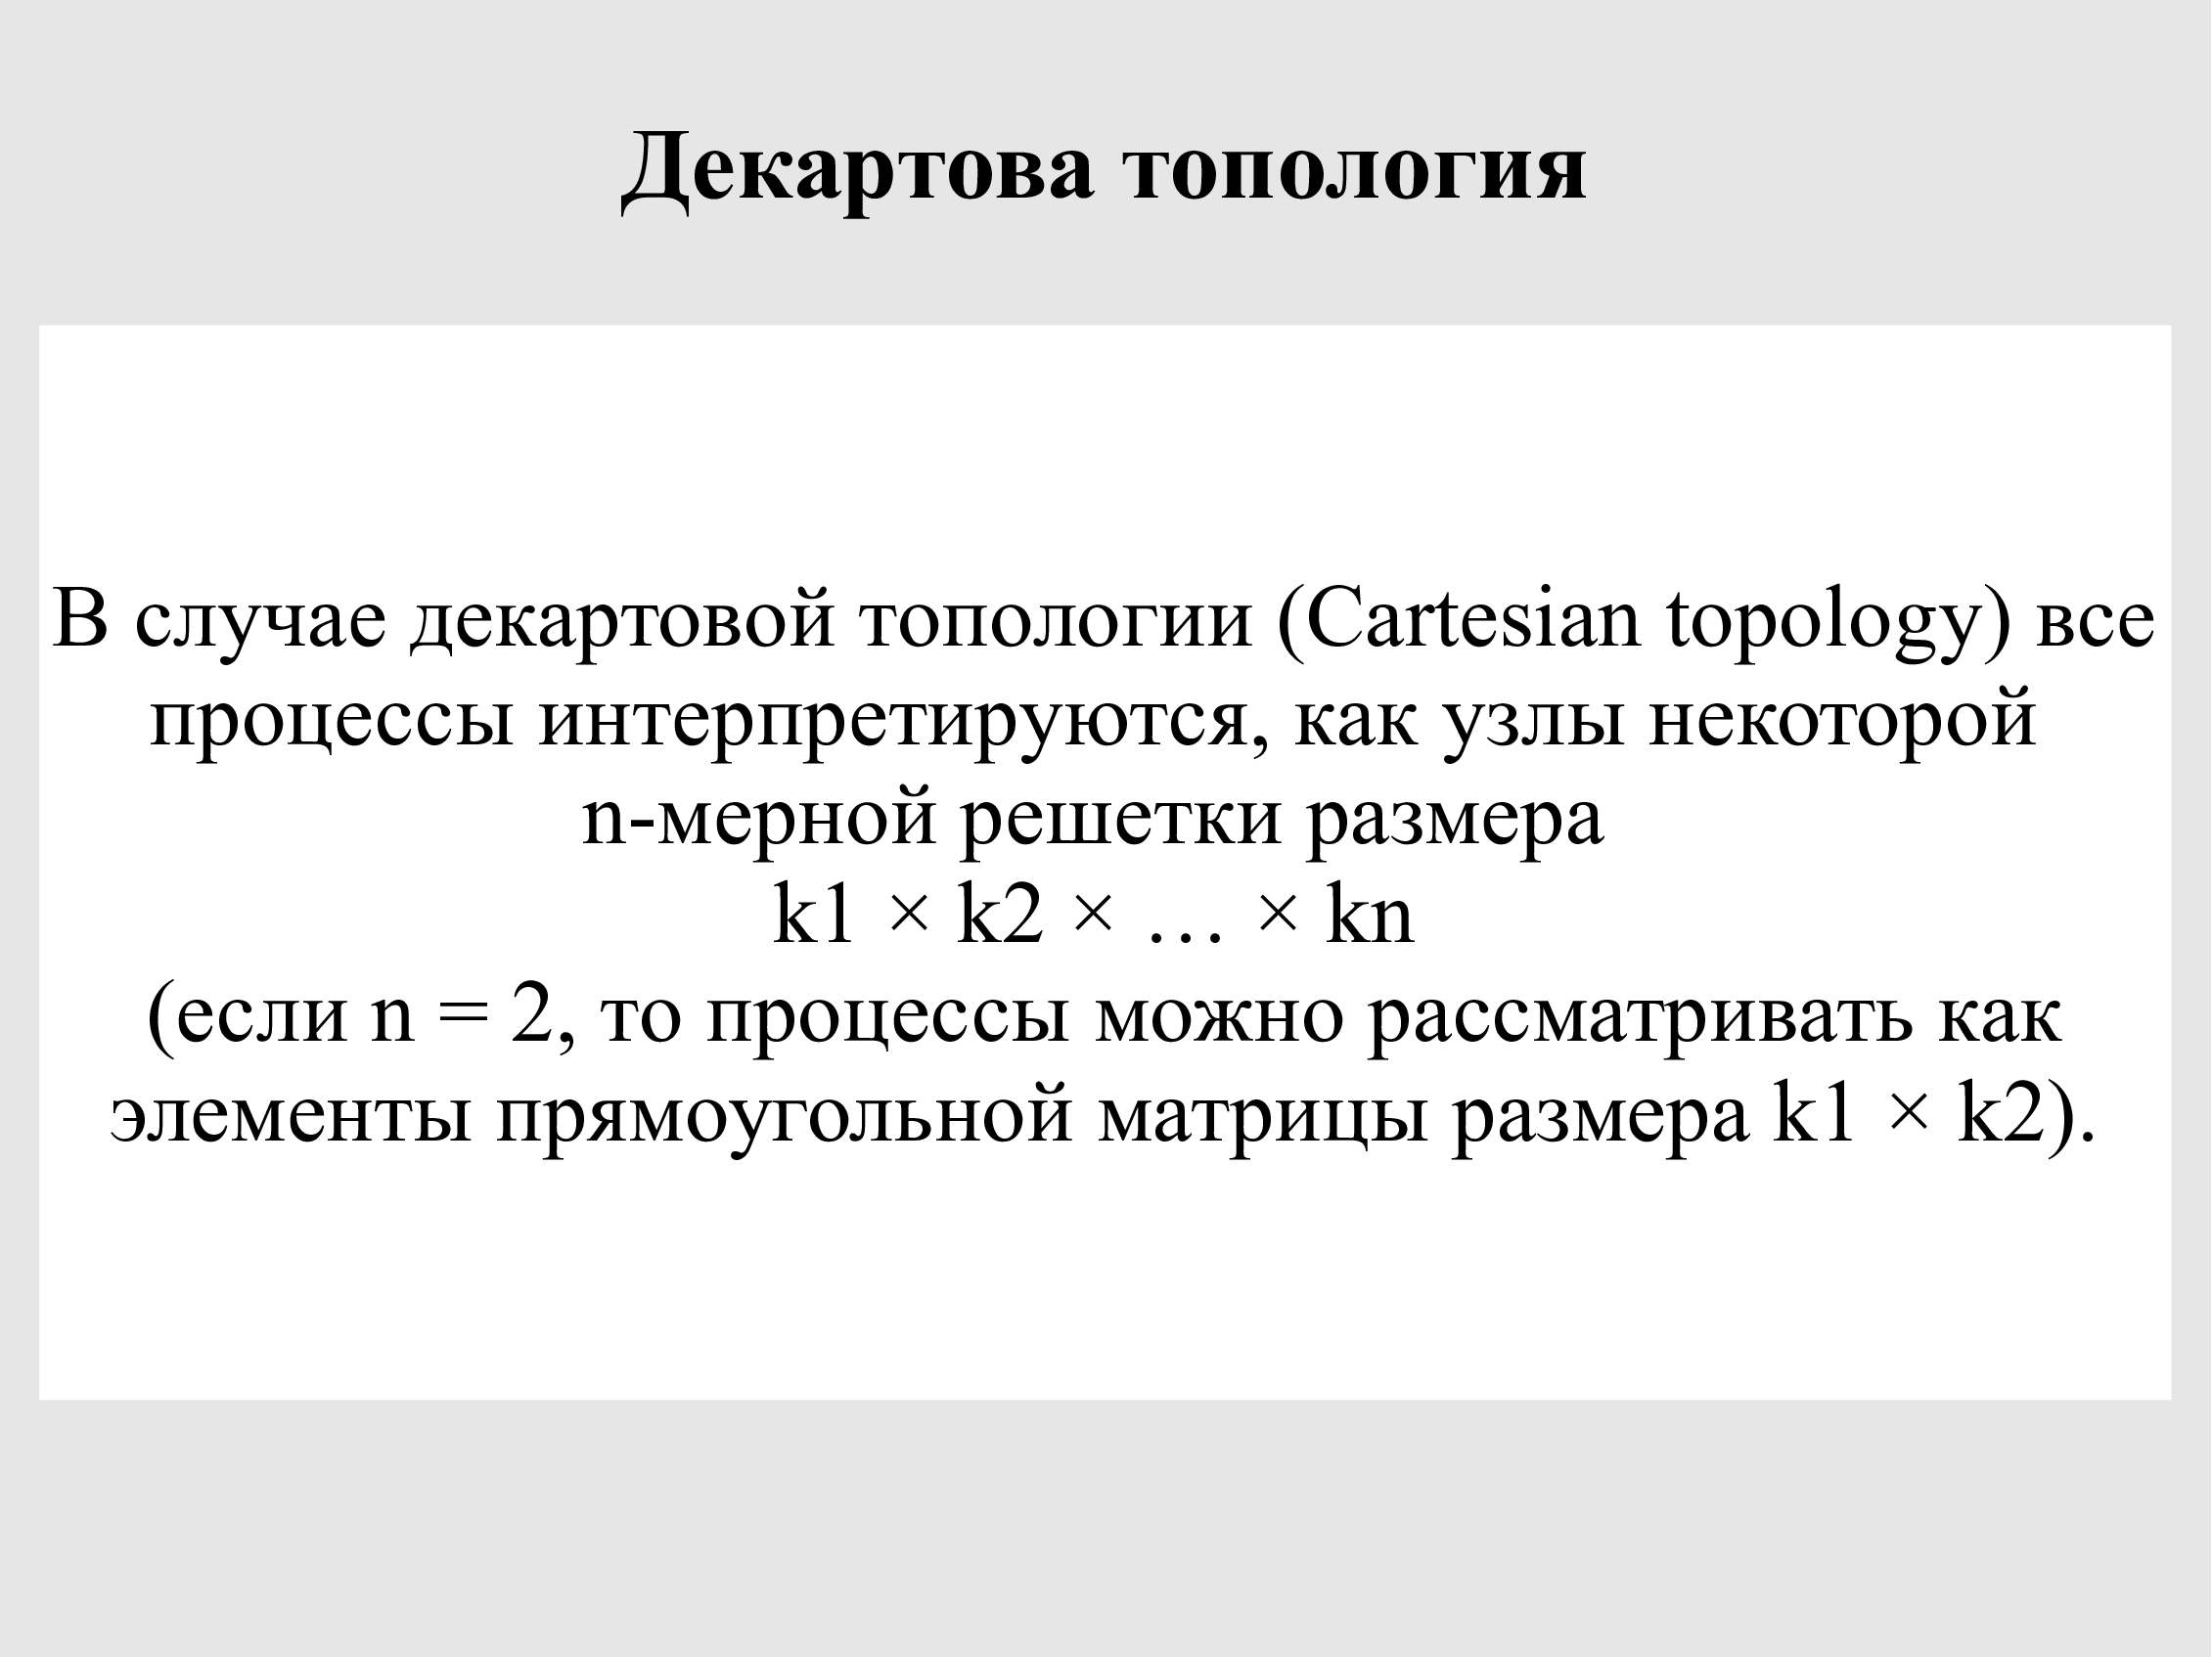 Декартова топология
В случае декартовой топологии (Cartesian topology) все
процессы интерпретируются, как узлы некоторой
n-мерной решетки размера
k1 × k2 × … × kn
(если n = 2, то процессы можно рассматривать как
элементы прямоугольной матрицы размера k1 × k2).